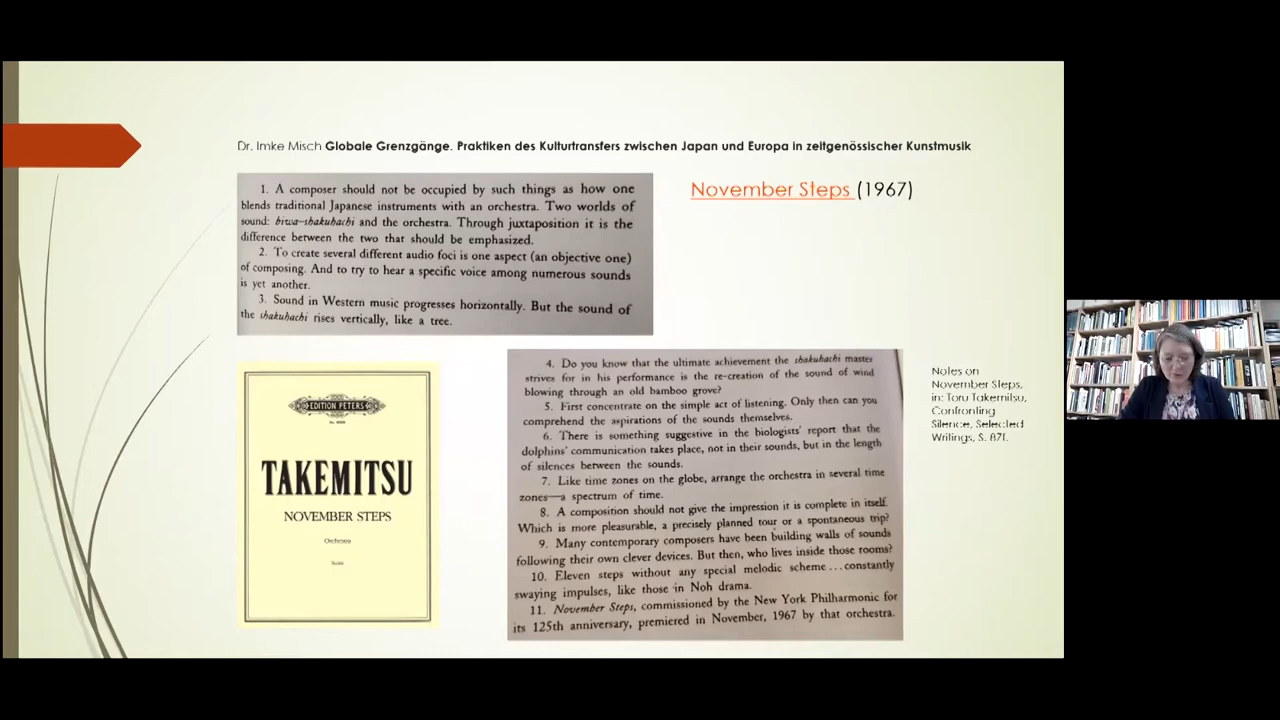 Dr. Imke Misch Globale Grenzgänge. Praktiken des Kulturtransfers zwischen Japan und Europa in zeitgenössischer Kunstmusik
1. A composer should not be occupied by such things as how one
blends traditional Japanese instruments with an orchestra. Two worlds of
sound: biwa-shakuhachi and the orchestra. Through juxtaposition it is the
difference between the two that should be emphasized.
2. To create several different audio foci is one aspect (an objective one)
of composing. And to try to hear a specific voice among numerous sounds
is yet another.
3. Sound in Western music progresses horizontally. But the sound of
the shakuhachi rises vertically, like a tree.
November Steps (1967)
EDITION PETERS
TAKEMITSU
NOVEMBER STEPS
Orchestra
Score
4. Do you know that the ultimate achievement the shakuhachi master
strives for in his performance is the re-creation of the sound of wind
blowing through an old bamboo grove?
5. First concentrate on the simple act of listening. Only then can you
comprehend the aspirations of the sounds themselves.
6. There is something suggestive in the biologists' report that the
dolphins' communication takes place, not in their sounds, but in the length
of silences between the sounds.
7. Like time zones on the globe, arrange the orchestra in several time
zones—a spectrum of time.
8. A composition should not give the impression it is complete in itself.
Which is more pleasurable, a precisely planned tour or a spontaneous trip?
9. Many contemporary composers have been building walls of sounds
following their own clever devices. But then, who lives inside those rooms?
10. Eleven steps without any special melodic scheme...constantly
swaying impulses, like those in Noh drama.
11. November Steps, commissioned by the New York Philharmonic for
its 125th anniversary, premiered in November, 1967 by that orchestra.
Notes on
November Steps,
in: Toru Takemitsu,
Confronting
Silence, Selected
Writings, S. 87f.